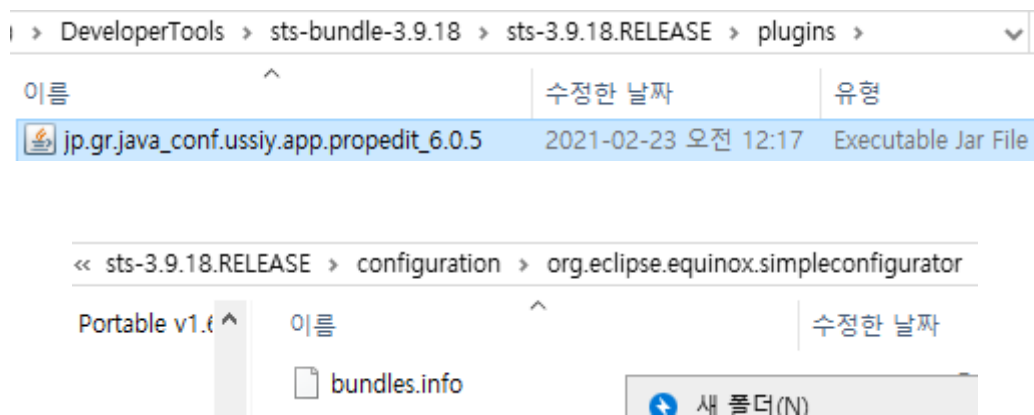 › DeveloperTools › sts-bundle-3.9.18 › sts-3.9.18.RELEASE › plugins ›
이름 수정한 날짜 유형
jp.gr.java_conf.ussiy.app.propedit_6.0.5 2021-02-23 오전 12:17 Executable Jar File
« sts-3.9.18.RELEASE › configuration › org.eclipse.equinox.simpleconfigurator
Portable v1.6 이름 수정한 날짜
bundles.info
새 폴더(N)